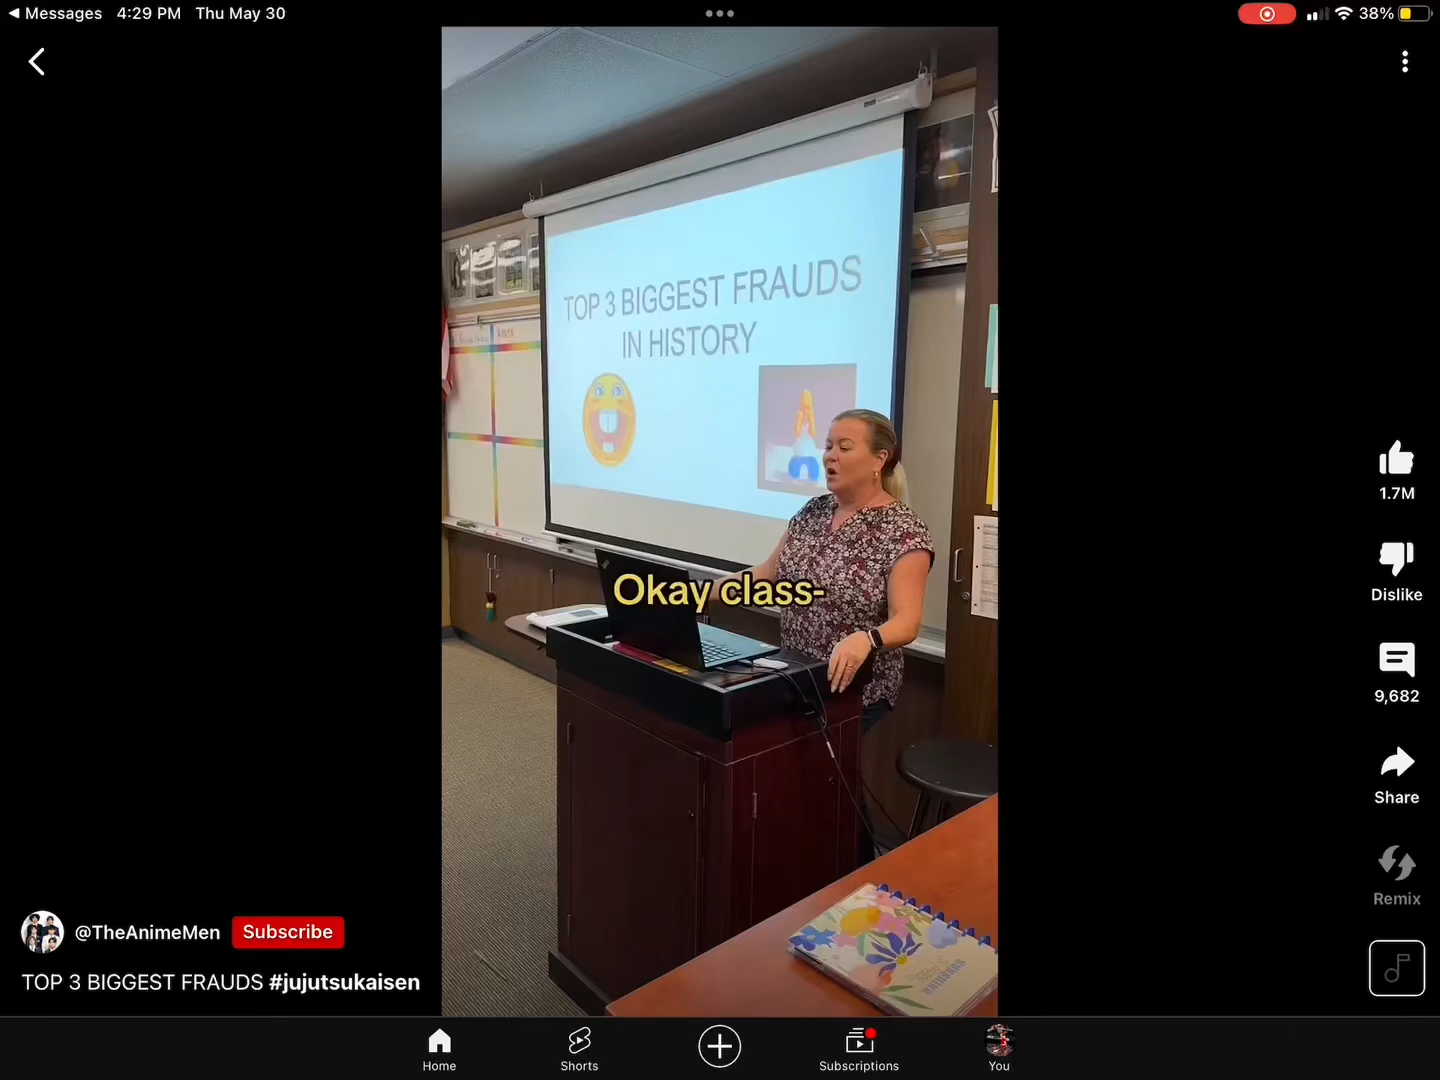 Messages 4:29 PM Thu May 30
38%
TOP 3 BIGGEST FRAUDS
IN HISTORY
Okay class-
1.7M
Dislike
9,682
Share
Remix
@TheAnimeMen Subscribe
TOP 3 BIGGEST FRAUDS #jujutsukaisen
Home Shorts Subscriptions You